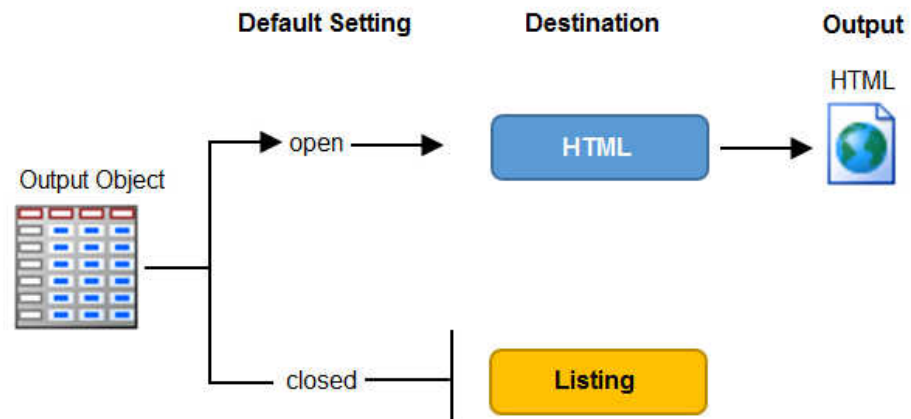 Default Setting Destination Output
HTML
open HTML
Output Object
closed Listing